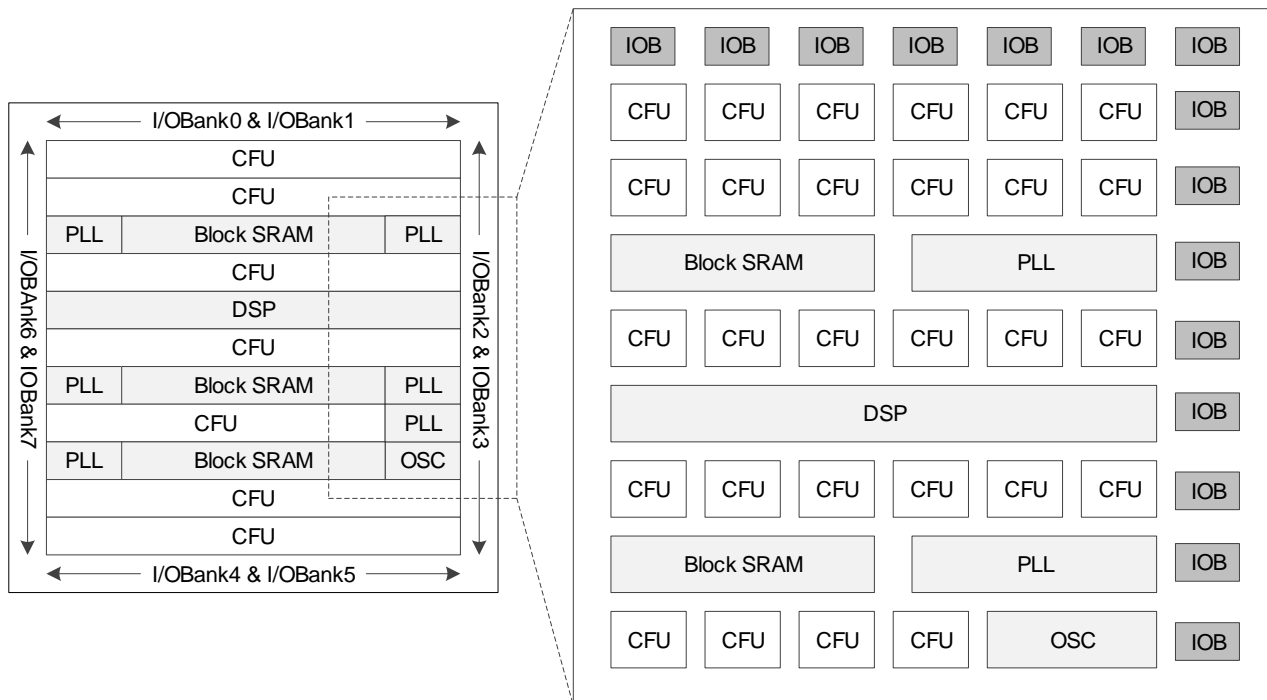 I/OBank0 & I/OBank1
CFU
CFU
PLL Block SRAM PLL
CFU
DSP
CFU
PLL Block SRAM PLL
CFU PLL
PLL Block SRAM OSC
CFU
CFU
I/OBank4 & I/OBank5
I/OBAnk6 & IOBank7
I/OBank2 & IOBank3
IOB IOB IOB IOB IOB IOB IOB
CFU CFU CFU CFU CFU CFU IOB
CFU CFU CFU CFU CFU CFU IOB
Block SRAM PLL IOB
CFU CFU CFU CFU CFU CFU IOB
DSP IOB
CFU CFU CFU CFU CFU CFU IOB
Block SRAM PLL IOB
CFU CFU CFU CFU OSC IOB